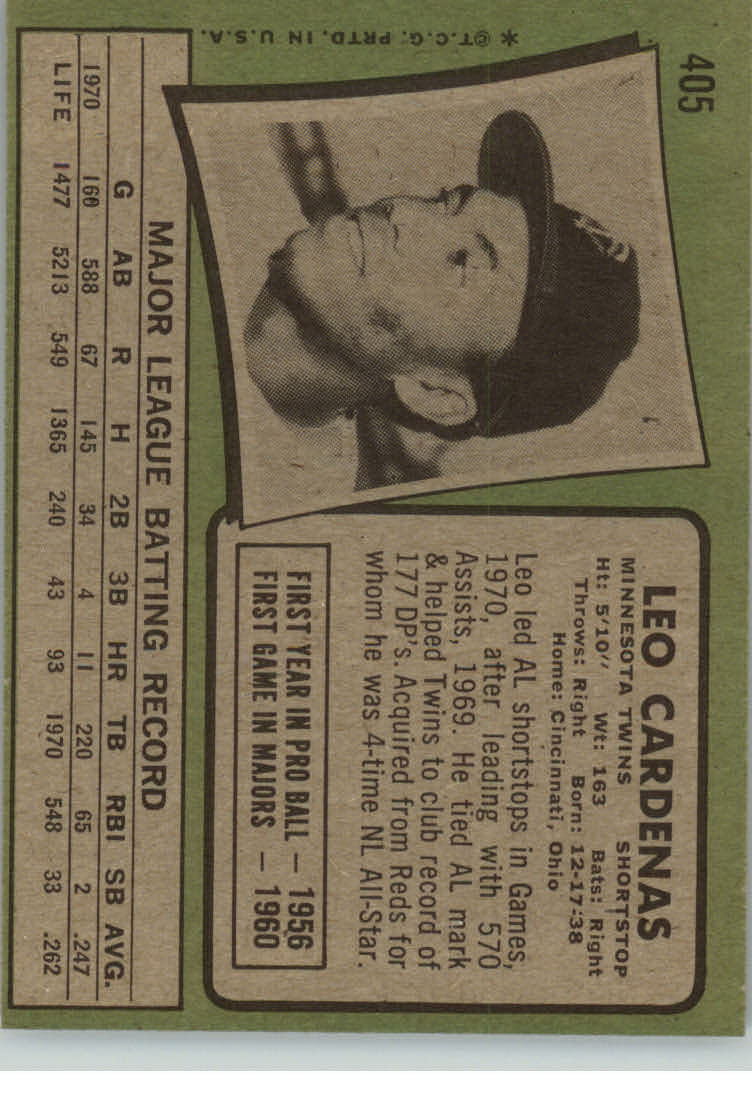 405
* ©T.C.G. PRTD. IN U.S.A.
LEO CARDENAS
MINNESOTA TWINS SHORTSTOP
Ht: 5'10" Wt: 163 Bats: Right
Throws: Right Born: 12-17-38
Home: Cincinnati, Ohio
Leo led AL shortstops in Games,
1970, after leading with 570
Assists, 1969. He tied AL mark
& helped Twins to club record of
177 DP's. Acquired from Reds for
whom he was 4-time NL All-Star.
FIRST YEAR IN PRO BALL — 1956
FIRST GAME IN MAJORS — 1960
MAJOR LEAGUE BATTING RECORD
G AB R H 2B 3B HR TB RBI SB AVG.
1970 160 588 67 145 34 4 11 220 65 2 .247
LIFE 1477 5213 549 1365 240 43 93 1970 548 33 .262